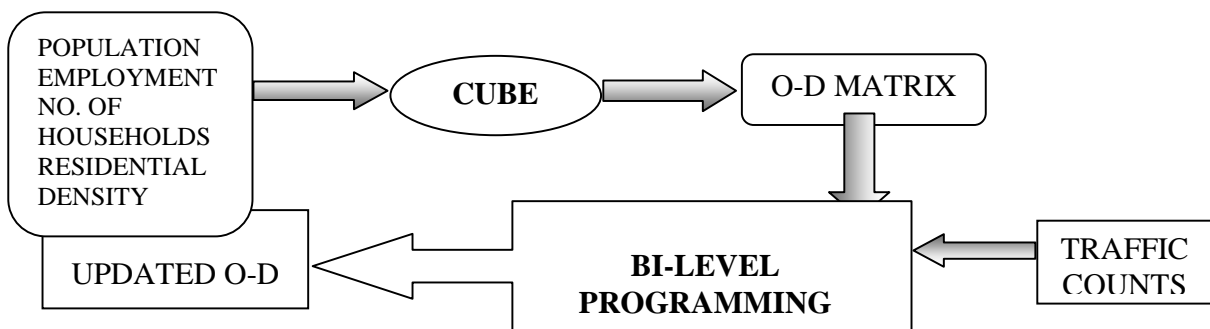 POPULATION
EMPLOYMENT
NO. OF
HOUSEHOLDS
RESIDENTIAL
DENSITY
CUBE
O-D MATRIX
UPDATED O-D
BI-LEVEL
PROGRAMMING
TRAFFIC
COUNTS